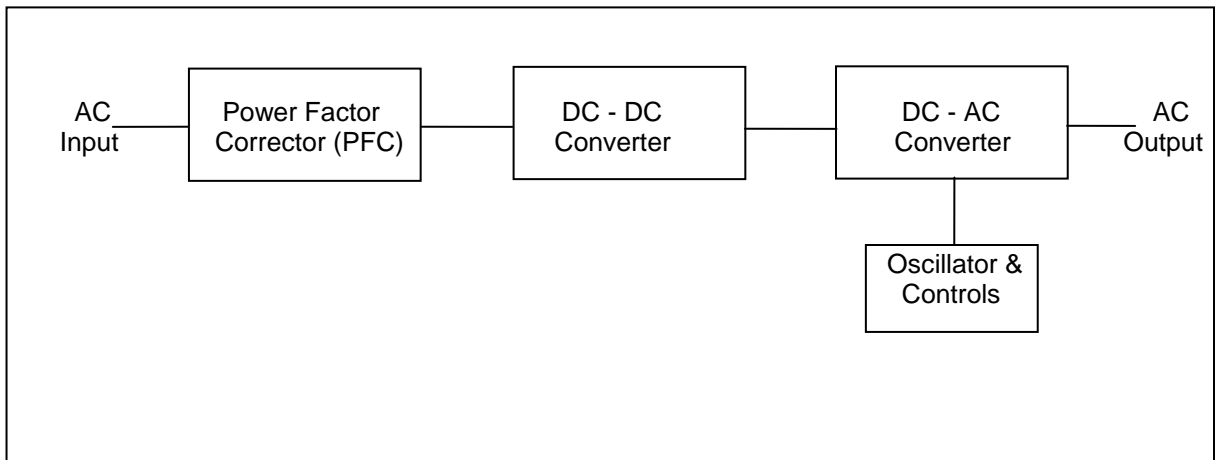 AC
Input
Power Factor
Corrector (PFC)
DC - DC
Converter
DC - AC
Converter
AC
Output
Oscillator &
Controls